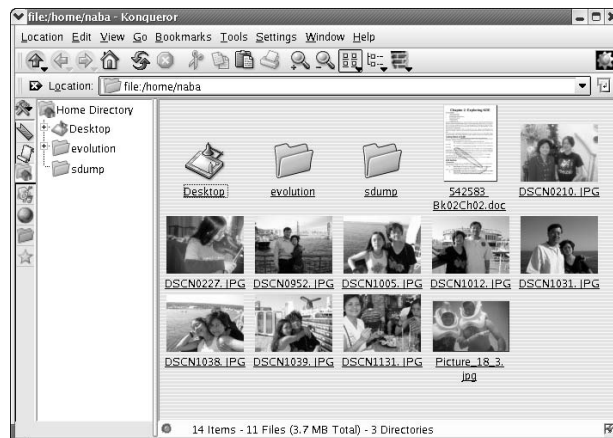 file:/home/naba - Konqueror
Location Edit View Go Bookmarks Tools Settings Window Help
Location: file:/home/naba
Home Directory
Desktop
evolution
sdump
Desktop
evolution
sdump
542583_
Bk02Ch02.doc
DSCN0210.JPG
DSCN0227.JPG
DSCN0952.JPG
DSCN1005.JPG
DSCN1012.JPG
DSCN1031.JPG
DSCN1038.JPG
DSCN1039.JPG
DSCN1131.JPG
Picture_18_3.
jpg
14 Items - 11 Files (3.7 MB Total) - 3 Directories